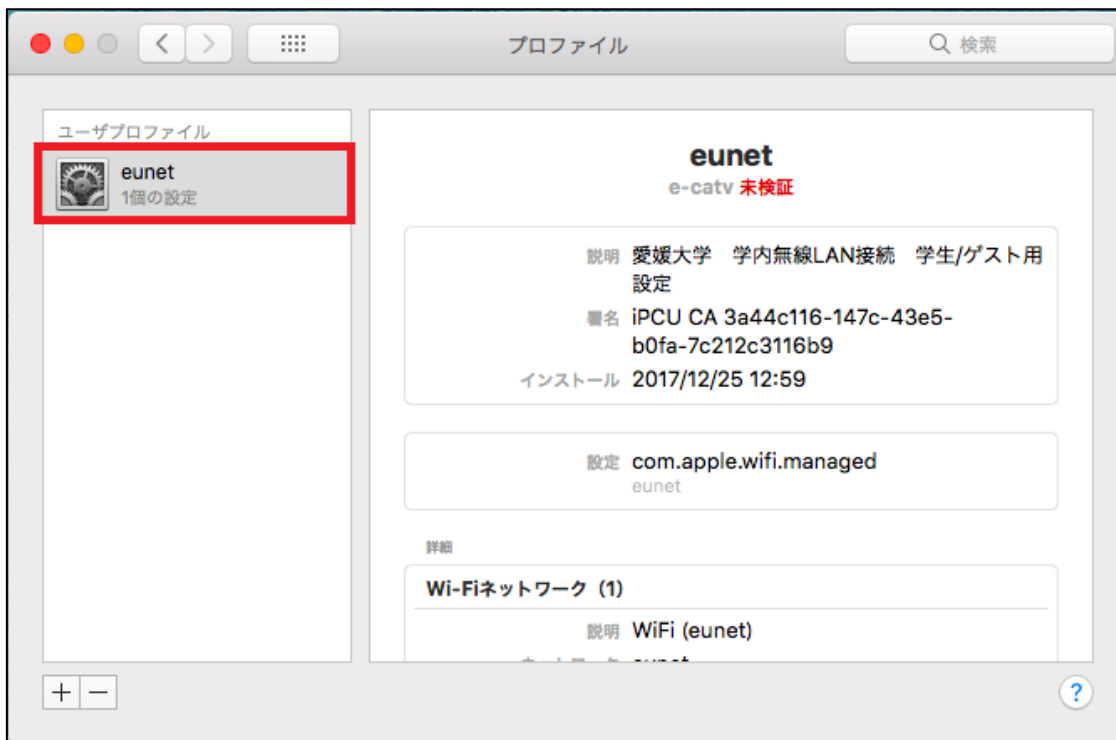 プロファイル
検索
ユーザプロファイル
eunet
1個の設定
eunet
e-catv 未検証
説明 愛媛大学　学内無線LAN接続　学生/ゲスト用
設定
署名 iPCU CA 3a44c116-147c-43e5-
b0fa-7c212c3116b9
インストール 2017/12/25 12:59
設定 com.apple.wifi.managed
eunet
詳細
Wi-Fiネットワーク（1）
説明 WiFi (eunet)
+ −
?